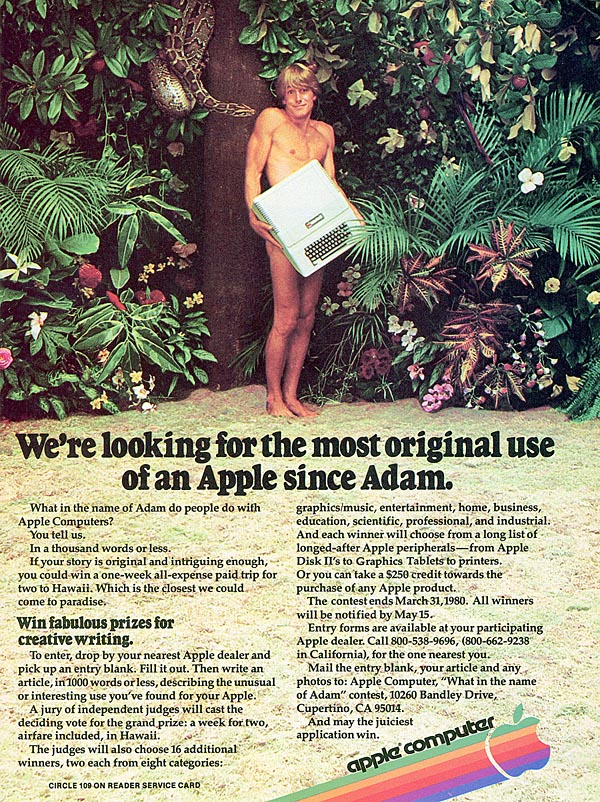 We're looking for the most original use
of an Apple since Adam.
What in the name of Adam do people do with
Apple Computers?
You tell us.
In a thousand words or less.
If your story is original and intriguing enough,
you could win a one-week all-expense paid trip for
two to Hawaii. Which is the closest we could
come to paradise.
Win fabulous prizes for
creative writing.
To enter, drop by your nearest Apple dealer and
pick up an entry blank. Fill it out. Then write an
article, in 1000 words or less, describing the unusual
or interesting use you've found for your Apple.
A jury of independent judges will cast the
deciding vote for the grand prize: a week for two,
airfare included, in Hawaii.
The judges will also choose 16 additional
winners, two each from eight categories:
graphics/music, entertainment, home, business,
education, scientific, professional, and industrial.
And each winner will choose from a long list of
longed-after Apple peripherals—from Apple
Disk II's to Graphics Tablets to printers.
Or you can take a $250 credit towards the
purchase of any Apple product.
The contest ends March 31, 1980. All winners
will be notified by May 15.
Entry forms are available at your participating
Apple dealer. Call 800-538-9696, (800-662-9238
in California), for the one nearest you.
Mail the entry blank, your article and any
photos to: Apple Computer, "What in the name
of Adam" contest, 10260 Bandley Drive,
Cupertino, CA 95014.
And may the juiciest
application win.
apple computer
CIRCLE 109 ON READER SERVICE CARD